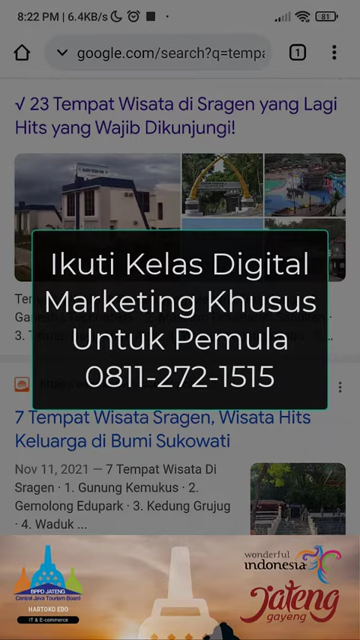 8:22 PM | 6.4KB/s
81
google.com/search?q=tempa
1
√ 23 Tempat Wisata di Sragen yang Lagi
Hits yang Wajib Dikunjungi!
Ikuti Kelas Digital
Marketing Khusus
Untuk Pemula
0811-272-1515
3.
7 Tempat Wisata Sragen, Wisata Hits
Keluarga di Bumi Sukowati
Nov 11, 2021 — 7 Tempat Wisata Di
Sragen · 1. Gunung Kemukus · 2.
Gemolong Edupark · 3. Kedung Grujug
· 4. Waduk ...
BPPD JATENG
Central Java Tourism Board
HARTOKO EDO
IT & E-commerce
wonderful
indonesia
Jateng
gayeng